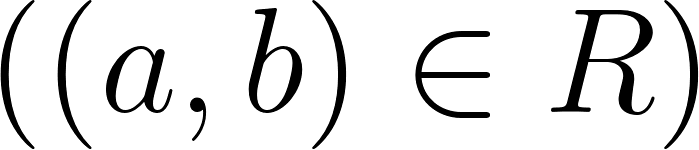 ((a, b) ∈ R)